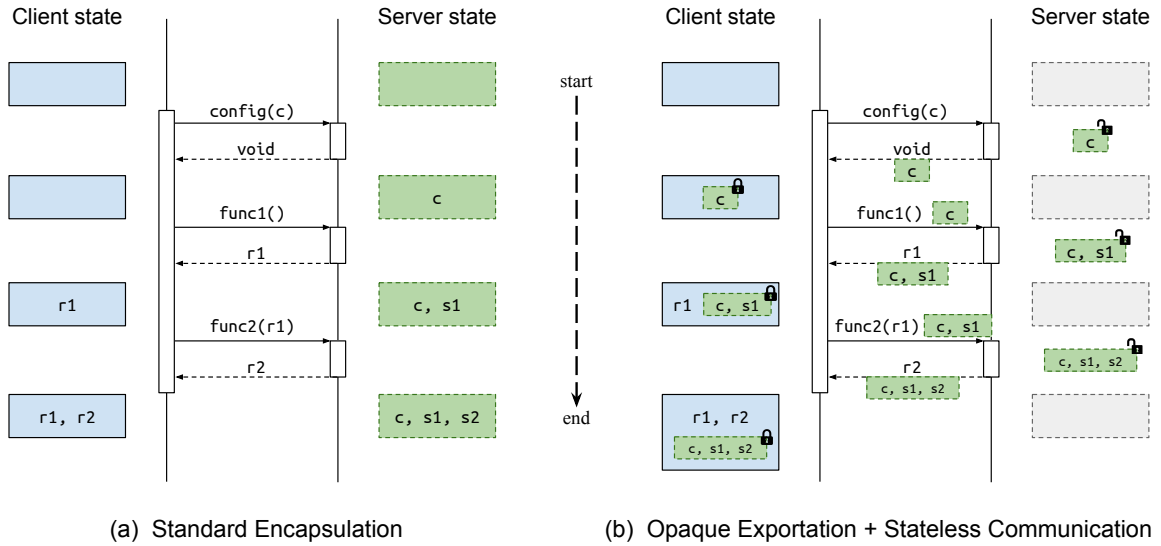 Client state
Server state
config(c)
void
c
func1()
r1
r1
c, s1
func2(r1)
r2
r1, r2
c, s1, s2
(a) Standard Encapsulation
start
end
Client state
Server state
config(c)
c
void
c
c
func1()
c
c, s1
r1
c, s1
r1
c, s1
func2(r1)
c, s1
r2
c, s1, s2
c, s1, s2
r1, r2
c, s1, s2
(b) Opaque Exportation + Stateless Communication